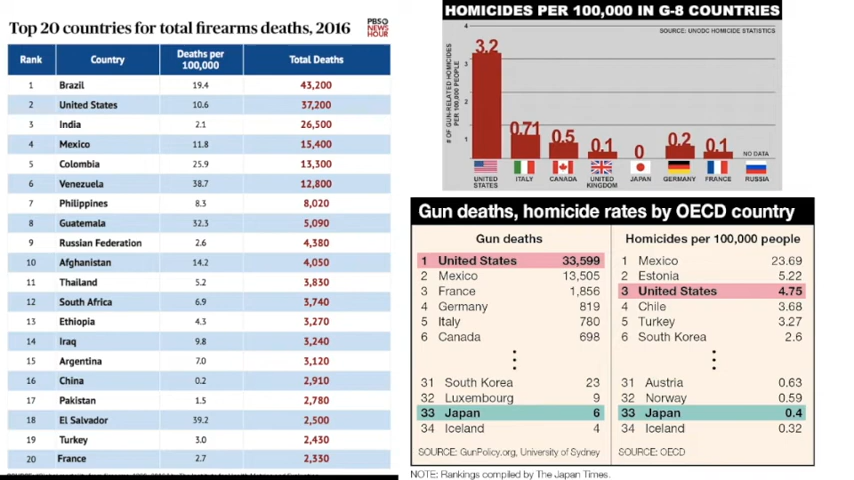 Top 20 countries for total firearms deaths, 2016
PBS NEWS HOUR
Rank Country Deaths per 100,000 Total Deaths
1 Brazil 19.4 43,200
2 United States 10.6 37,200
3 India 2.1 26,500
4 Mexico 11.8 15,400
5 Colombia 25.9 13,300
6 Venezuela 38.7 12,800
7 Philippines 8.3 8,020
8 Guatemala 32.3 5,090
9 Russian Federation 2.6 4,380
10 Afghanistan 14.2 4,050
11 Thailand 5.2 3,830
12 South Africa 6.9 3,740
13 Ethiopia 4.3 3,270
14 Iraq 9.8 3,240
15 Argentina 7.0 3,120
16 China 0.2 2,910
17 Pakistan 1.5 2,780
18 El Salvador 39.2 2,500
19 Turkey 3.0 2,430
20 France 2.7 2,330
HOMICIDES PER 100,000 IN G-8 COUNTRIES
SOURCE: UNODC HOMICIDE STATISTICS
# OF GUN-RELATED HOMICIDES
PER 100,000 PEOPLE
4
3
2
1
3.2 0.71 0.5 0.1 0 0.2 0.1 NO DATA
UNITED STATES ITALY CANADA UNITED KINGDOM JAPAN GERMANY FRANCE RUSSIA
Gun deaths, homicide rates by OECD country
Gun deaths
1 United States 33,599
2 Mexico 13,505
3 France 1,856
4 Germany 819
5 Italy 780
6 Canada 698
31 South Korea 23
32 Luxembourg 9
33 Japan 6
34 Iceland 4
SOURCE: GunPolicy.org, University of Sydney
Homicides per 100,000 people
1 Mexico 23.69
2 Estonia 5.22
3 United States 4.75
4 Chile 3.68
5 Turkey 3.27
6 South Korea 2.6
31 Austria 0.63
32 Norway 0.59
33 Japan 0.4
34 Iceland 0.32
SOURCE: OECD
NOTE: Rankings compiled by The Japan Times.